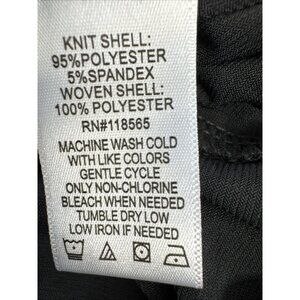 KNIT SHELL:
95%POLYESTER
5%SPANDEX
WOVEN SHELL:
100% POLYESTER
RN#118565
MACHINE WASH COLD
WITH LIKE COLORS
GENTLE CYCLE
ONLY NON-CHLORINE
BLEACH WHEN NEEDED
TUMBLE DRY LOW
LOW IRON IF NEEDED